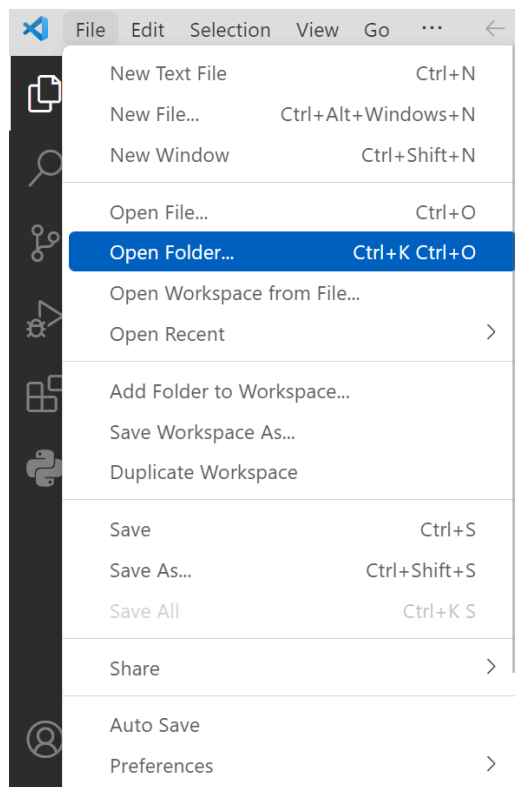 File Edit Selection View Go ...
New Text File Ctrl+N
New File... Ctrl+Alt+Windows+N
New Window Ctrl+Shift+N
Open File... Ctrl+O
Open Folder... Ctrl+K Ctrl+O
Open Workspace from File...
Open Recent
Add Folder to Workspace...
Save Workspace As...
Duplicate Workspace
Save Ctrl+S
Save As... Ctrl+Shift+S
Save All Ctrl+K S
Share
Auto Save
Preferences